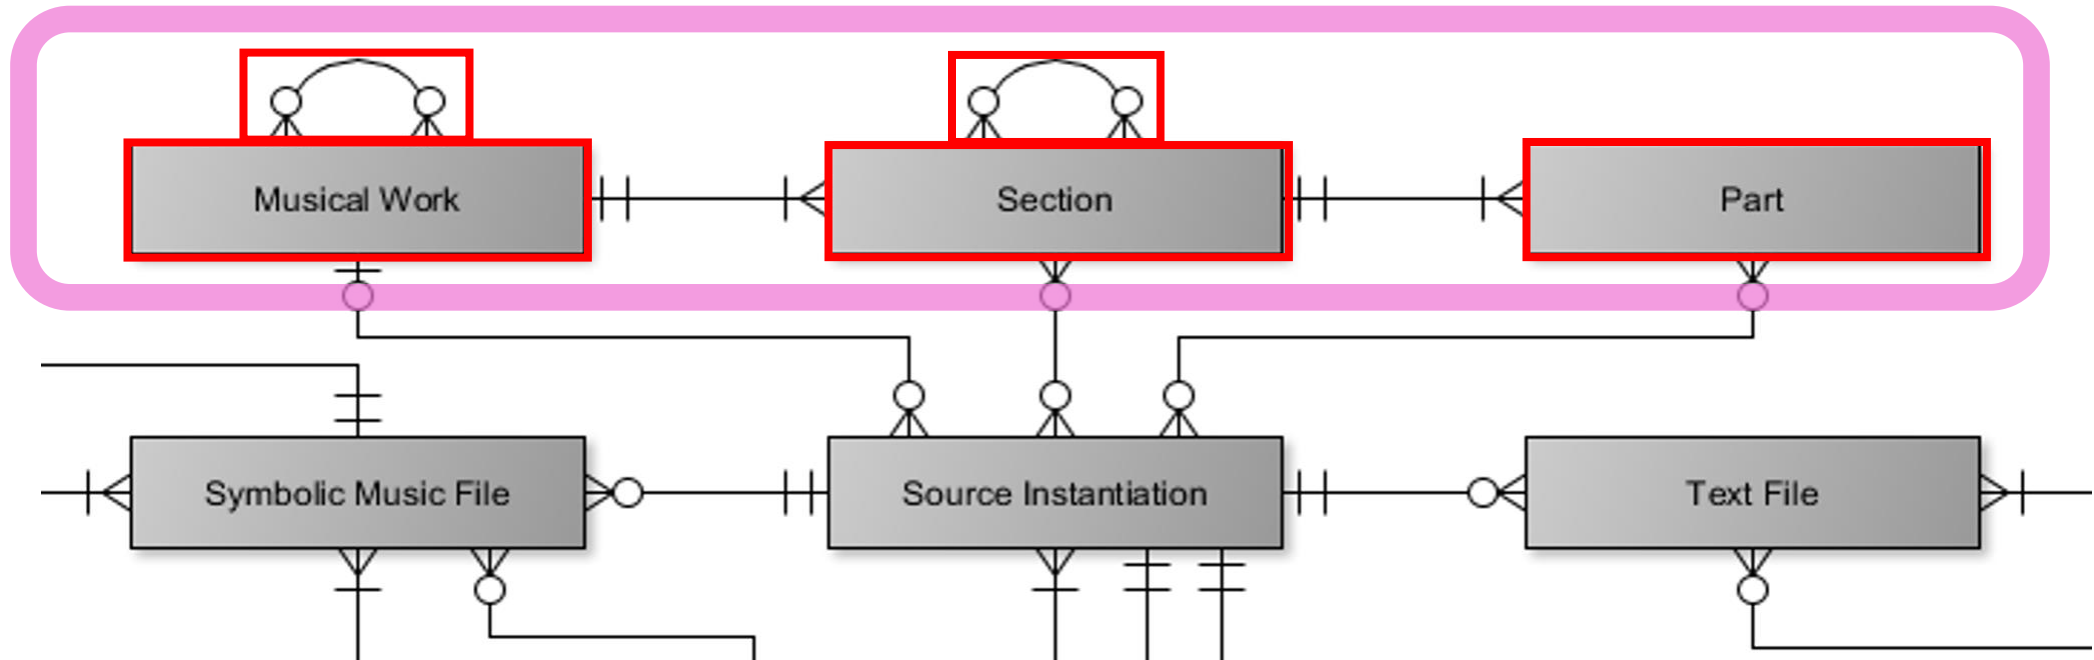 Musical Work
Section
Part
Symbolic Music File
Source Instantiation
Text File